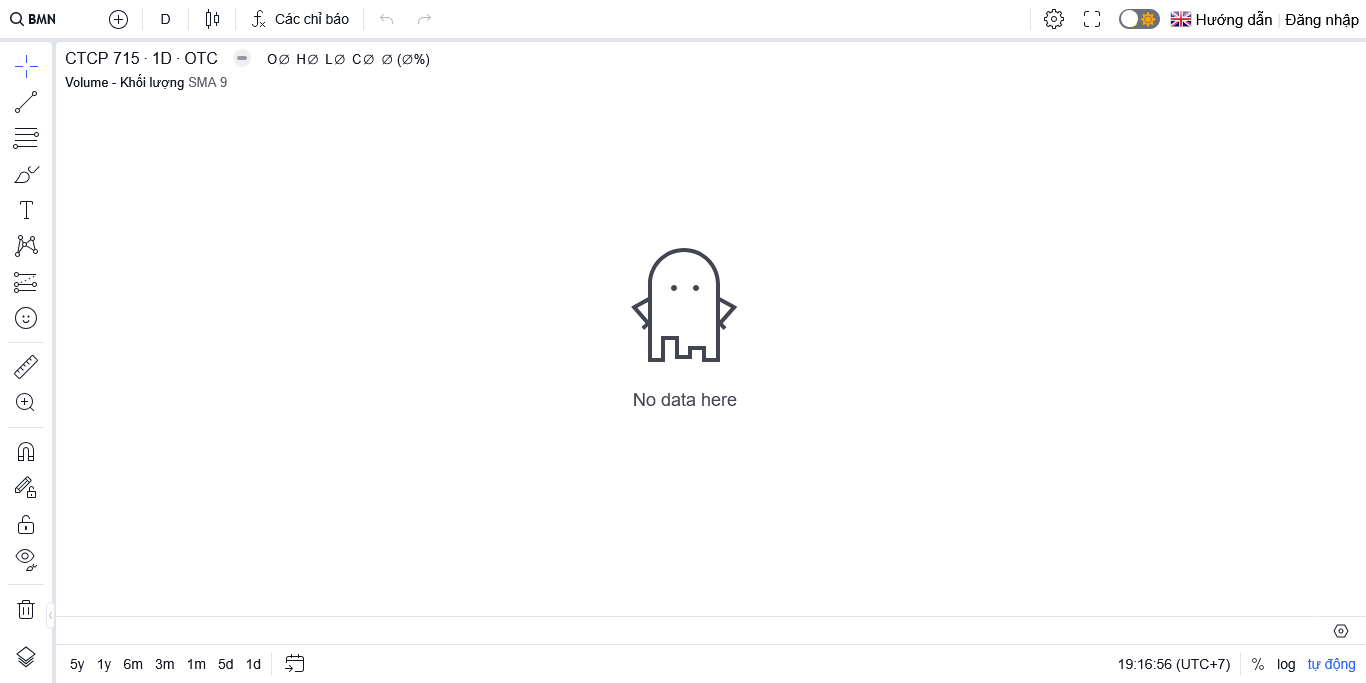 BMN D Các chỉ báo Hướng dẫn Đăng nhập
CTCP 715 · 1D · OTC O∅ H∅ L∅ C∅ ∅ (∅%)
Volume - Khối lượng SMA 9
No data here
5y 1y 6m 3m 1m 5d 1d 19:16:56 (UTC+7) % log tự động